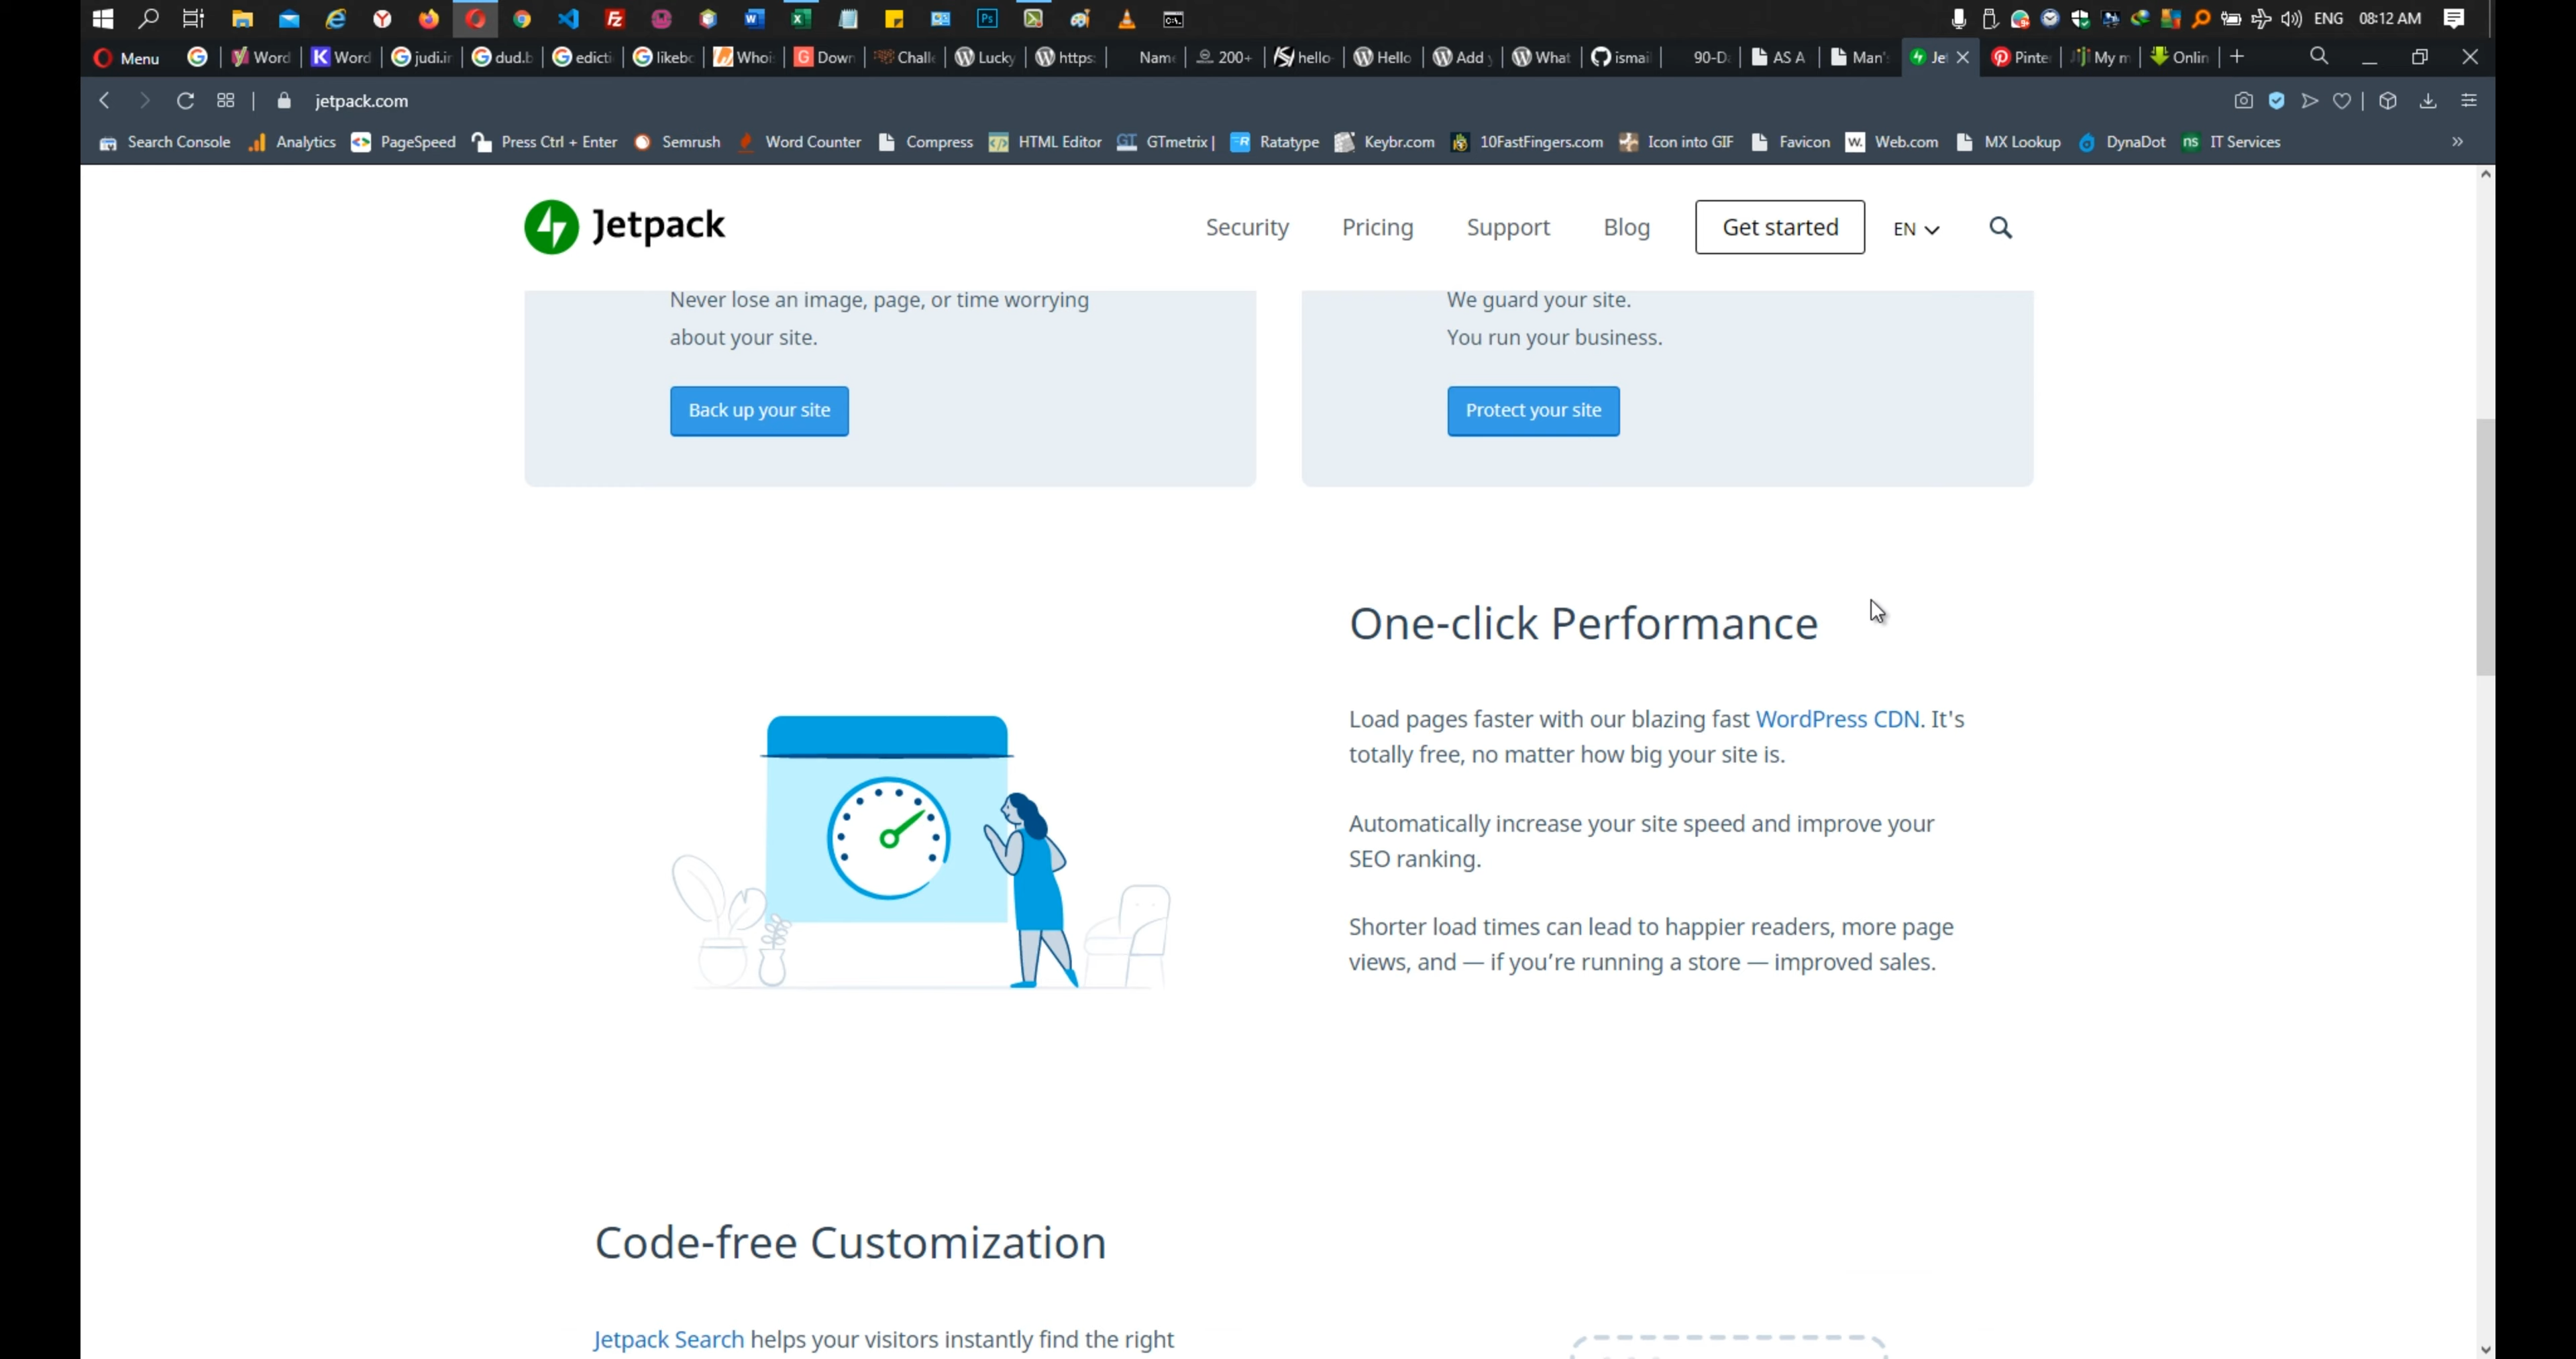 ENG 08:12 AM
Menu Word Word judi.ir dud.b edicti likebo Whoi Down Chall Lucky https: Name 200+ hello Hello Add What ismai 90-D AS A Man' Je Pinte My m Onlin
jetpack.com
Search Console Analytics PageSpeed Press Ctrl + Enter Semrush Word Counter Compress HTML Editor GTmetrix | Ratatype Keybr.com 10FastFingers.com Icon into GIF Favicon Web.com MX Lookup DynaDot IT Services
Jetpack
Security Pricing Support Blog Get started EN
Never lose an image, page, or time worrying
about your site.
Back up your site
We guard your site.
You run your business.
Protect your site
One-click Performance
Load pages faster with our blazing fast WordPress CDN. It's
totally free, no matter how big your site is.
Automatically increase your site speed and improve your
SEO ranking.
Shorter load times can lead to happier readers, more page
views, and — if you’re running a store — improved sales.
Code-free Customization
Jetpack Search helps your visitors instantly find the right